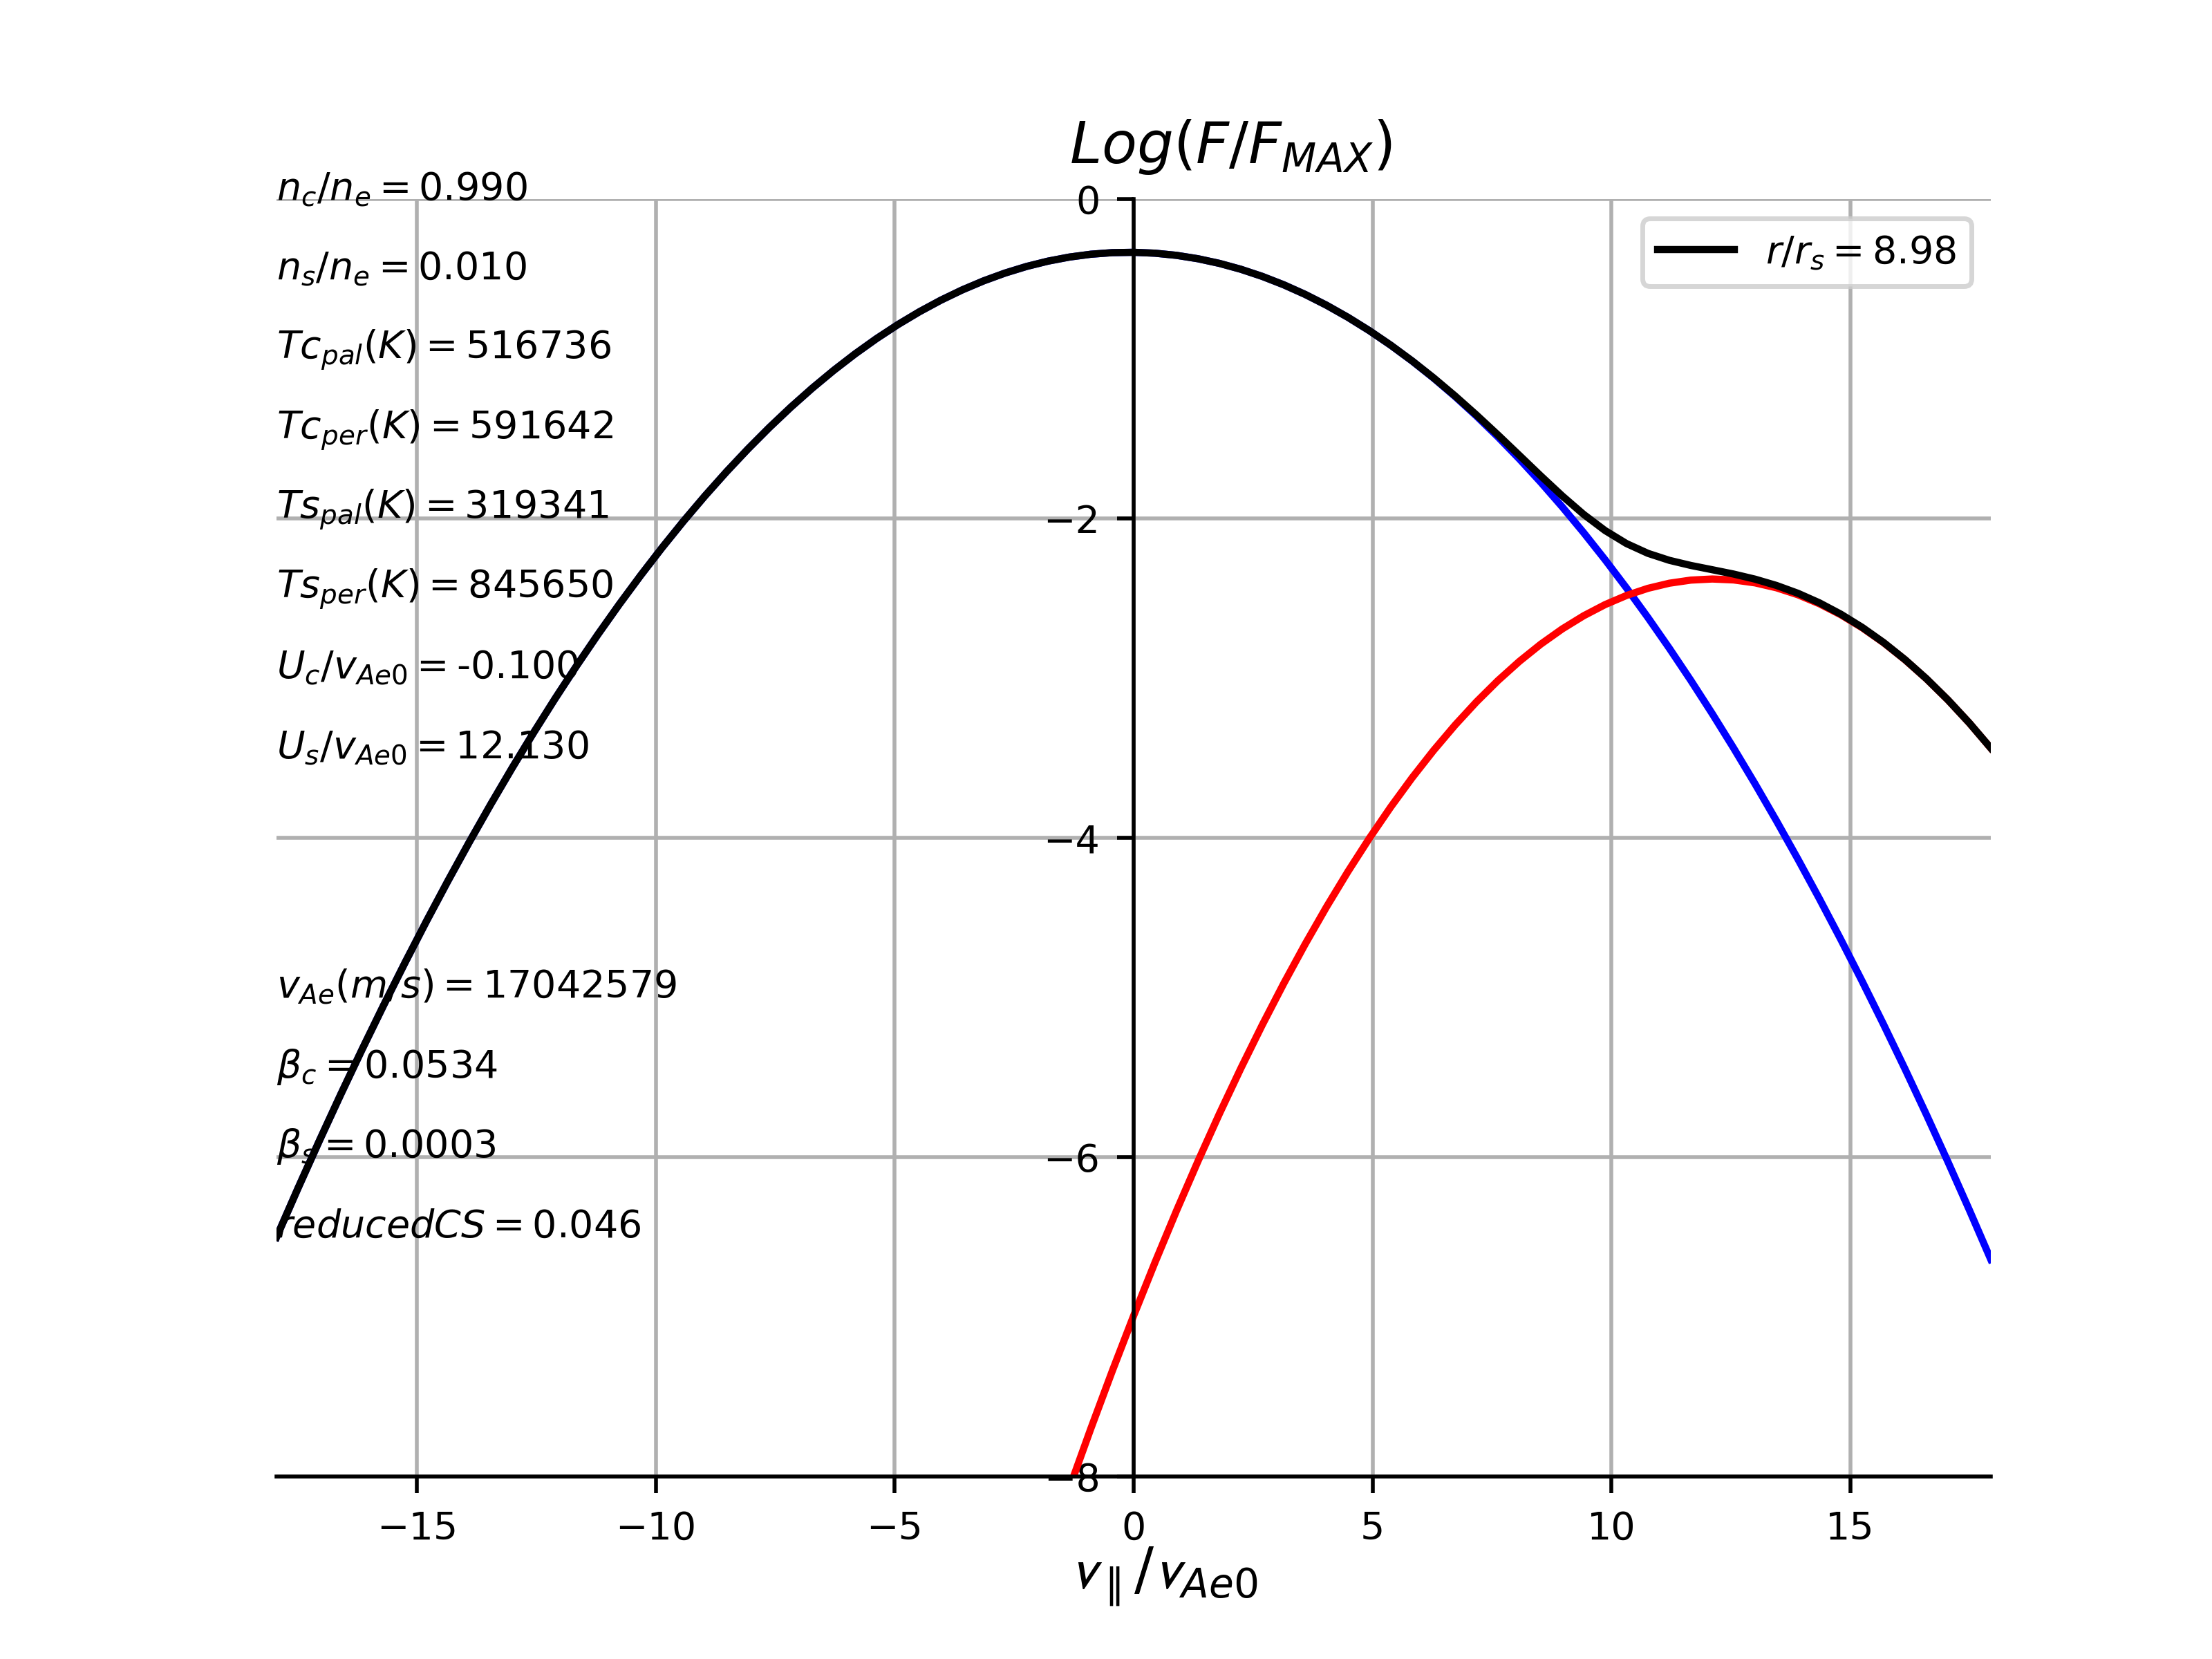 Log(F/F_MAX)
n_c/n_e = 0.990
n_s/n_e = 0.010
Tc_pal(K) = 516736
Tc_per(K) = 591642
Ts_pal(K) = 319341
Ts_per(K) = 845650
U_c/v_Ae0 = -0.100
U_s/v_Ae0 = 12.130
v_Ae(m/s) = 17042579
β_c = 0.0534
β_s = 0.0003
reducedCS = 0.046
r/r_s = 8.98
0
−2
−4
−6
−8
−15 −10 −5 0 5 10 15
v_∥/v_Ae0